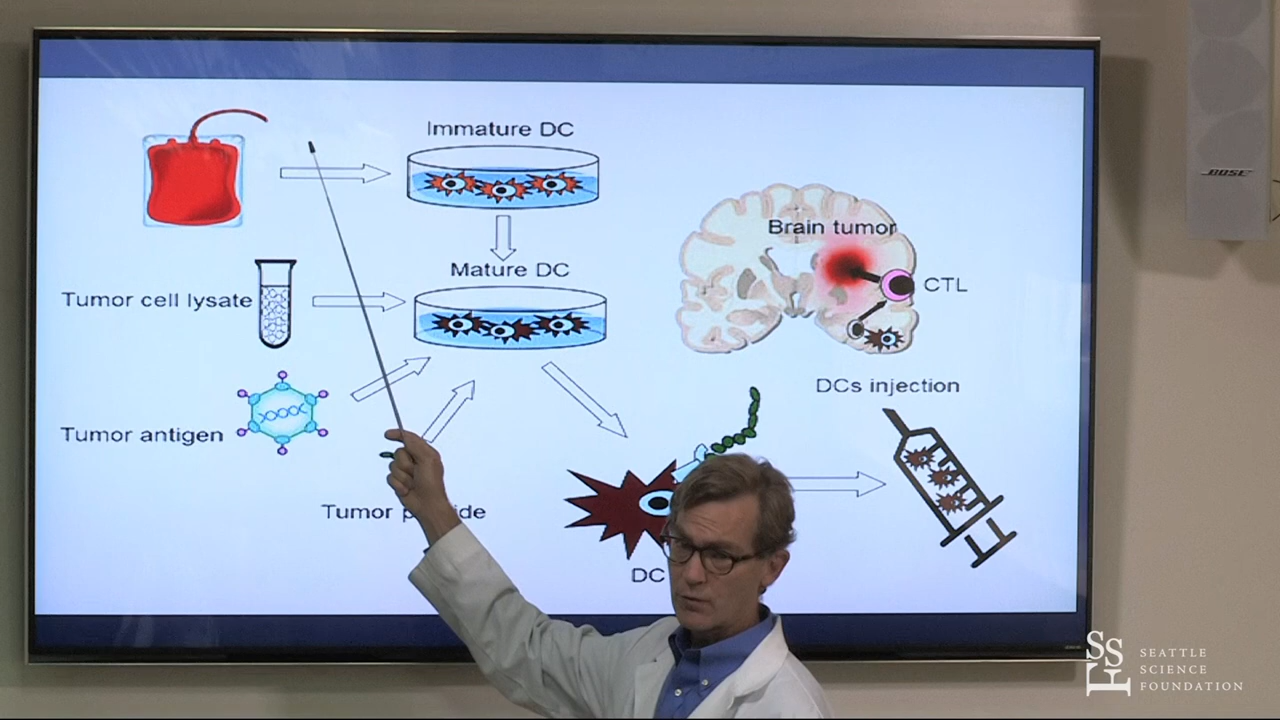 Immature DC
Brain tumor
Mature DC
CTL
Tumor cell lysate
DCs injection
Tumor antigen
Tumor
DC
BOSE
SSF
SEATTLE
SCIENCE
FOUNDATION